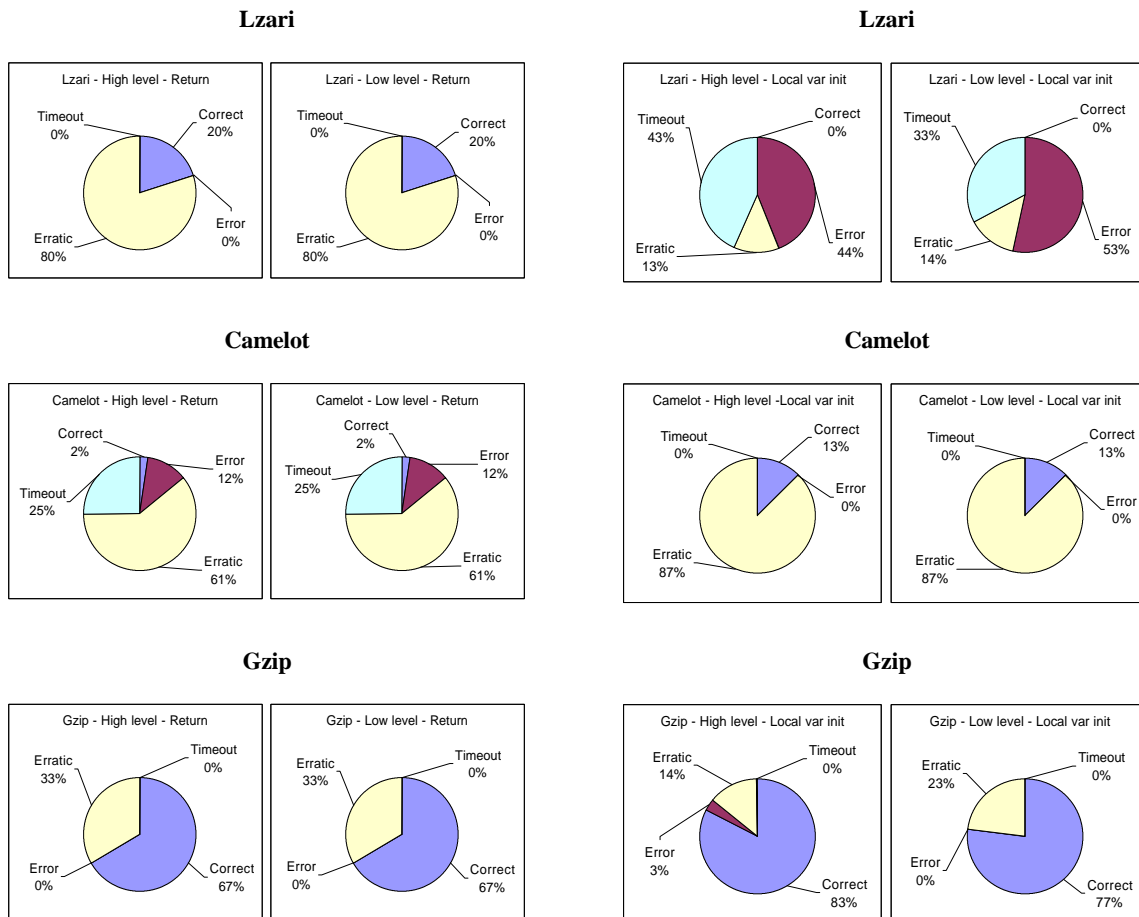 Lzari
Lzari - High level - Return
Timeout
0%
Correct
20%
Error
0%
Erratic
80%
Lzari - Low level - Return
Timeout
0%
Correct
20%
Error
0%
Erratic
80%
Lzari
Lzari - High level - Local var init
Timeout
43%
Correct
0%
Erratic
13%
Error
44%
Lzari - Low level - Local var init
Timeout
33%
Correct
0%
Erratic
14%
Error
53%
Camelot
Camelot - High level - Return
Correct
2%
Error
12%
Timeout
25%
Erratic
61%
Camelot - Low level - Return
Correct
2%
Error
12%
Timeout
25%
Erratic
61%
Camelot
Camelot - High level -Local var init
Timeout
0%
Correct
13%
Error
0%
Erratic
87%
Camelot - Low level - Local var init
Timeout
0%
Correct
13%
Error
0%
Erratic
87%
Gzip
Gzip - High level - Return
Erratic
33%
Timeout
0%
Error
0%
Correct
67%
Gzip - Low level - Return
Erratic
33%
Timeout
0%
Error
0%
Correct
67%
Gzip
Gzip - High level - Local var init
Erratic
14%
Timeout
0%
Error
3%
Correct
83%
Gzip - Low level - Local var init
Erratic
23%
Timeout
0%
Error
0%
Correct
77%